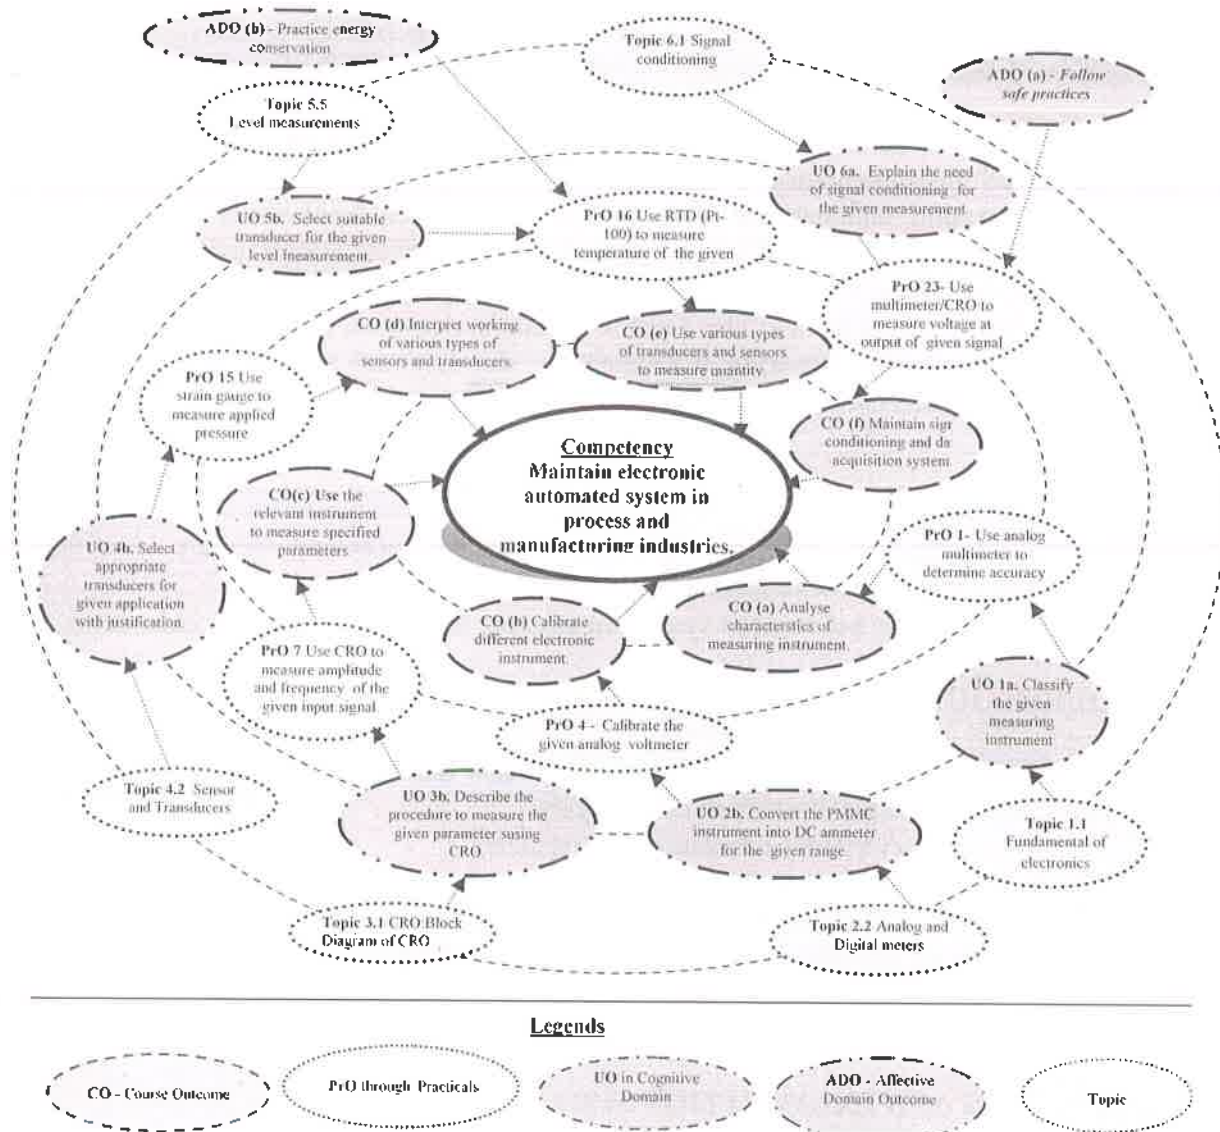 ADO (b) - Practice energy
conservation
Topic 6.1 Signal
conditioning
ADO (a) - Follow
safe practices
Topic 5.5
Level measurements
UO 6a. Explain the need
of signal conditioning for
the given measurement.
UO 5b. Select suitable
transducer for the given
level measurement.
PrO 16 Use RTD (Pt-
100) to measure
temperature of the given
PrO 23- Use
multimeter/CRO to
measure voltage at
output of given signal
CO (d) Interpret working
of various types of
sensors and transducers.
CO (e) Use various types
of transducers and sensors
to measure quantity.
PrO 15 Use
strain gauge to
measure applied
pressure
CO (f) Maintain sigr
conditioning and da
acquisition system.
Competency
Maintain electronic
automated system in
process and
manufacturing industries.
CO(c) Use the
relevant instrument
to measure specified
parameters
UO 4b. Select
appropriate
transducers for
given application
with justification.
PrO 1- Use analog
multimeter to
determine accuracy
CO (b) Calibrate
different electronic
instrument.
CO (a) Analyse
characterstics of
measuring instrument.
PrO 7 Use CRO to
measure amplitude
and frequency of the
given input signal
UO 1a. Classify
the given
measuring
instrument
PrO 4 - Calibrate the
given analog voltmeter
Topic 4.2 Sensor
and Transducers
UO 3b. Describe the
procedure to measure the
given parameter susing
CRO
UO 2b. Convert the PMMC
instrument into DC ammeter
for the given range
Topic 1.1
Fundamental of
electronics
Topic 3.1 CRO Block
Diagram of CRO
Topic 2.2 Analog and
Digital meters
Legends
CO - Course Outcome
PrO through Practicals
UO in Cognitive
Domain
ADO - Affective
Domain Outcome
Topic